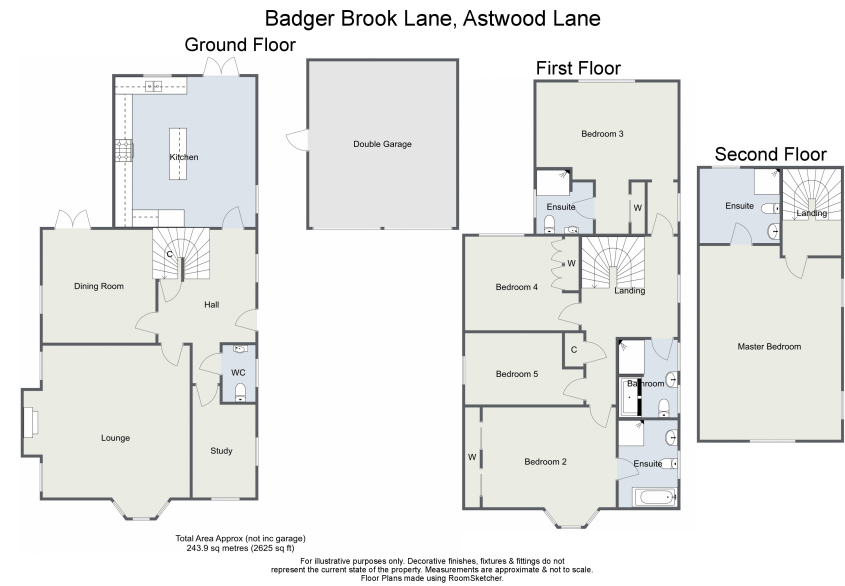 Badger Brook Lane, Astwood Lane
Ground Floor
Kitchen
C
Dining Room
Hall
WC
Lounge
Study
Double Garage
First Floor
Bedroom 3
Ensuite
W
W
Bedroom 4
Landing
C
Bedroom 5
Bathroom
W
Bedroom 2
Ensuite
Second Floor
Ensuite
Landing
Master Bedroom
Total Area Approx (not inc garage)
243.9 sq metres (2625 sq ft)
For illustrative purposes only. Decorative finishes, fixtures & fittings do not
represent the current state of the property. Measurements are approximate & not to scale.
Floor Plans made using RoomSketcher.